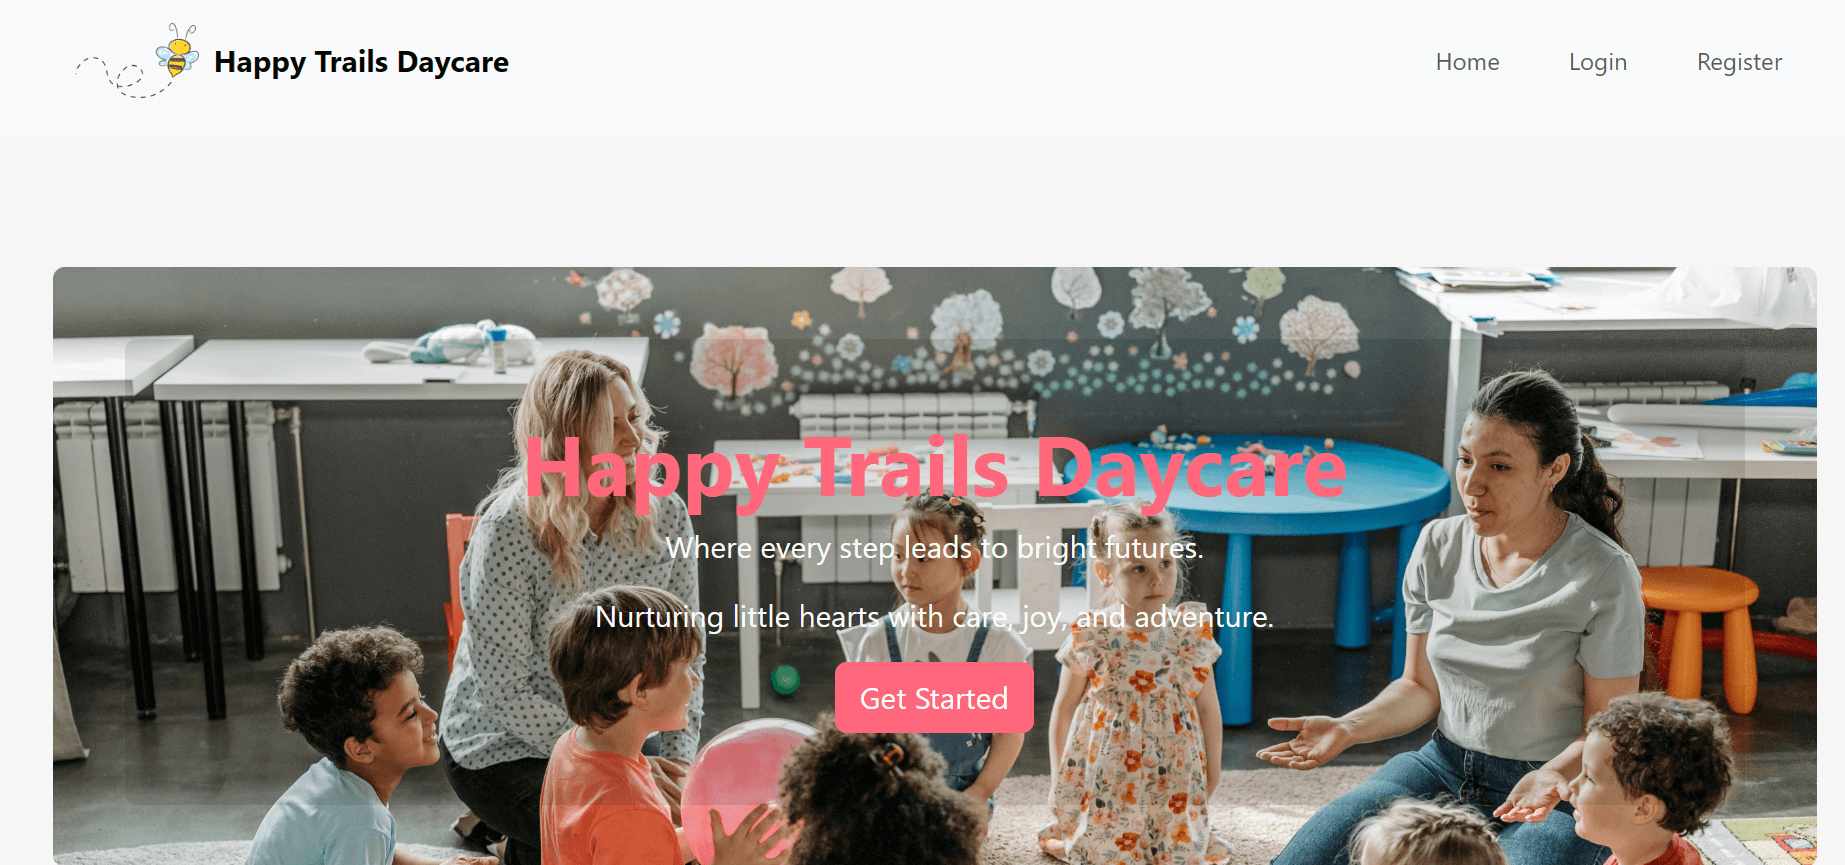 Happy Trails Daycare
Home
Login
Register
Happy Trails Daycare
Where every step leads to bright futures.
Nurturing little hearts with care, joy, and adventure.
Get Started